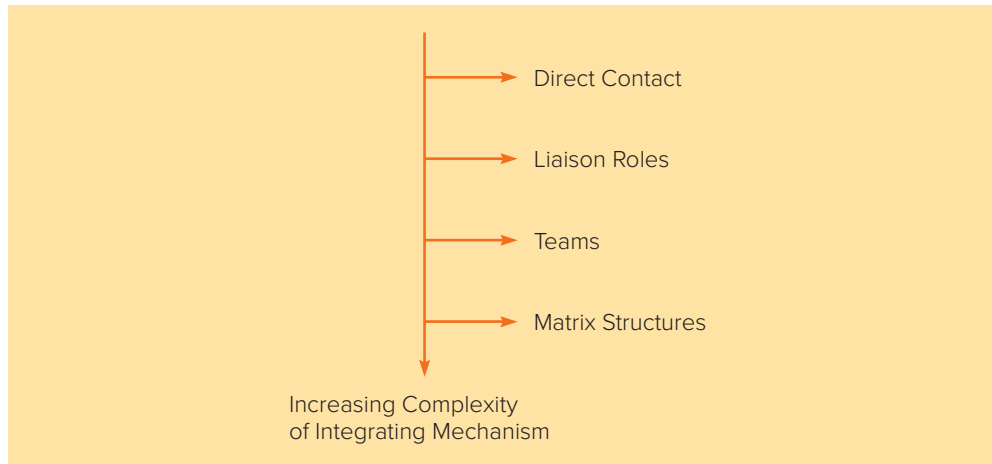 Direct Contact
Liaison Roles
Teams
Matrix Structures
Increasing Complexity
of Integrating Mechanism